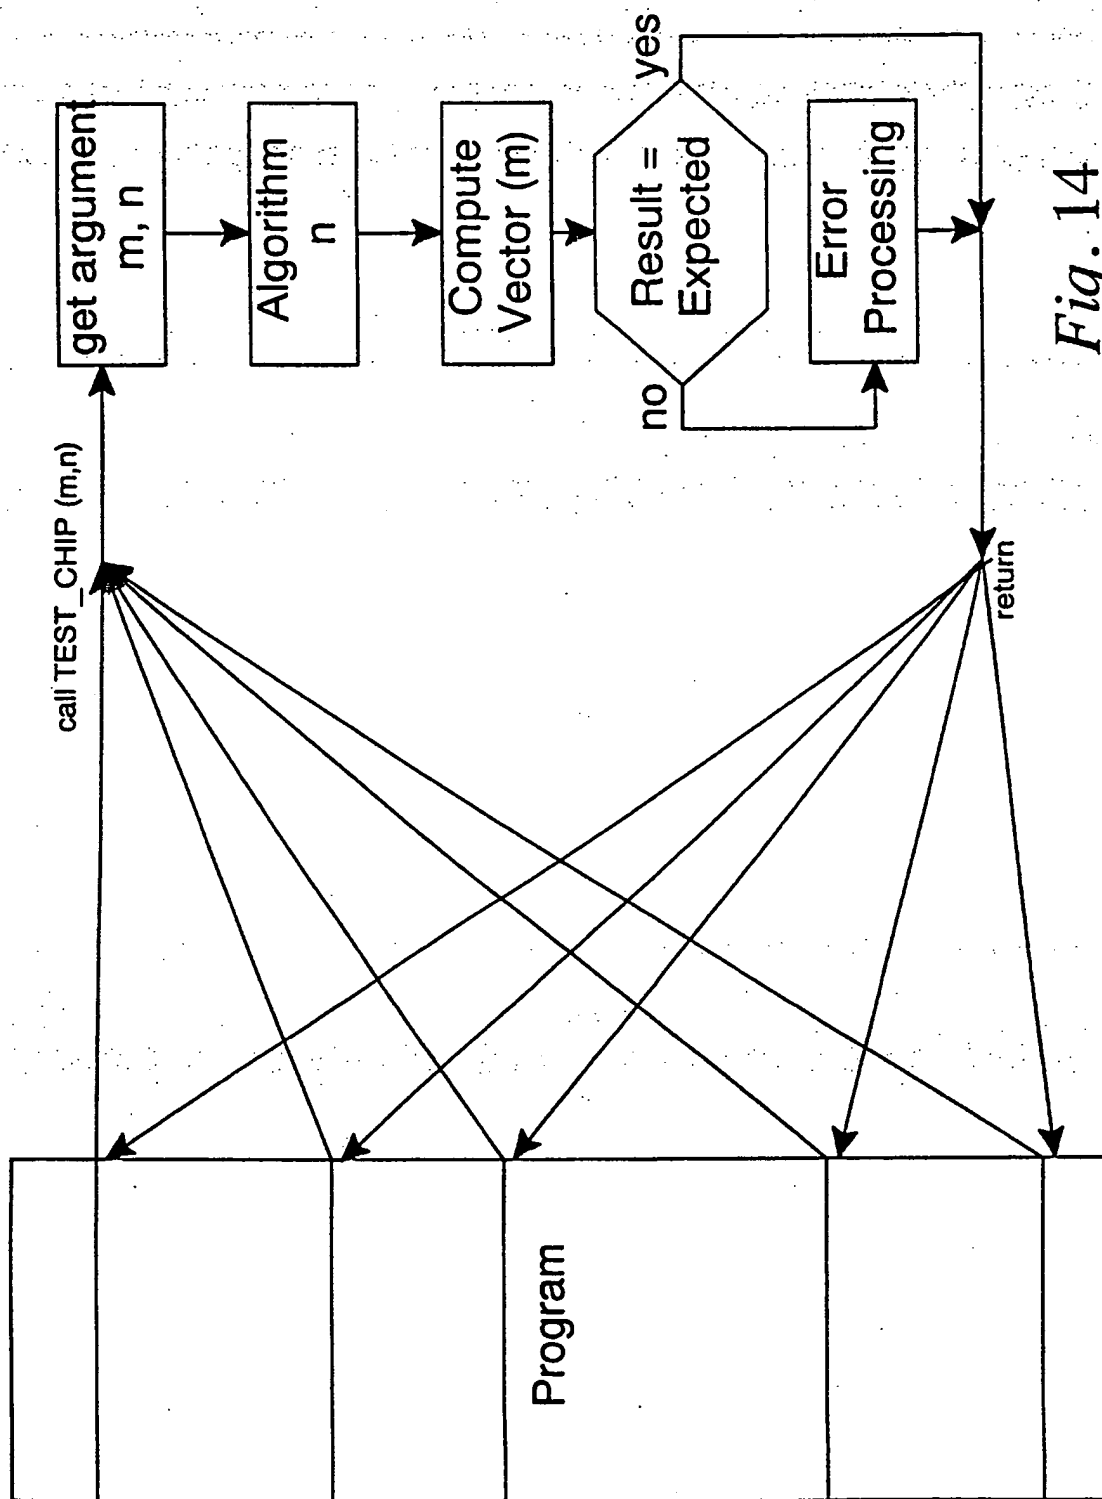 call TEST_CHIP (m,n)
get argument
m, n
Algorithm
n
Compute
Vector (m)
Result =
Expected
yes
no
Error
Processing
return
Program
Fig. 14